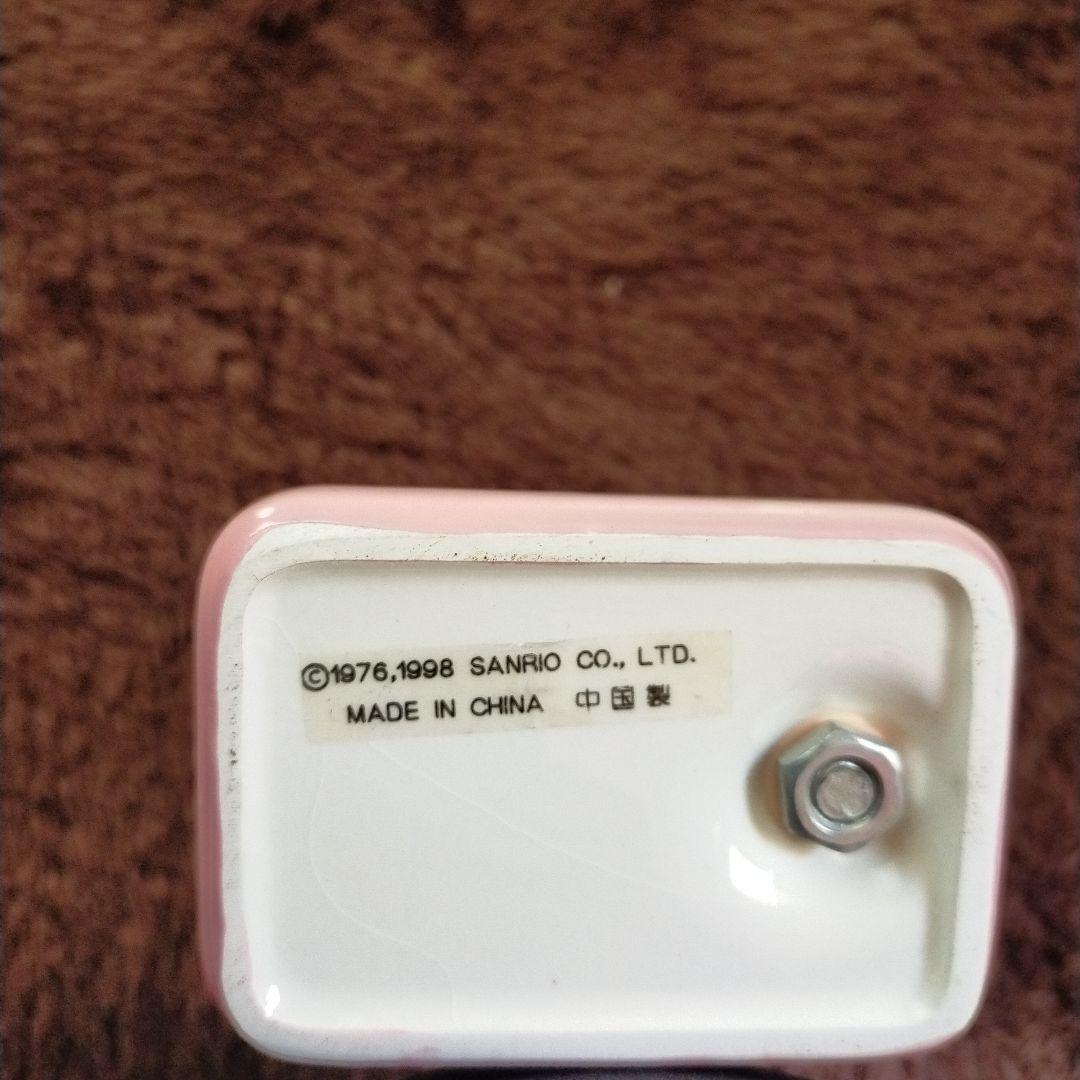 ©1976,1998 SANRIO CO., LTD.
MADE IN CHINA 中国製